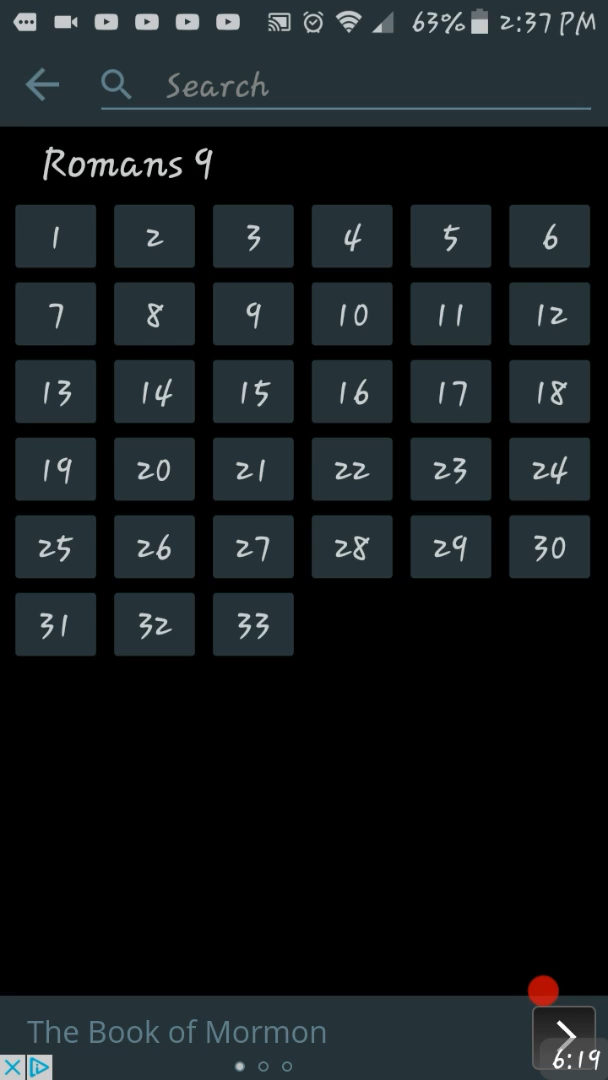 63% 2:37 PM
Search
Romans 9
1 2 3 4 5 6
7 8 9 10 11 12
13 14 15 16 17 18
19 20 21 22 23 24
25 26 27 28 29 30
31 32 33
The Book of Mormon
6:19